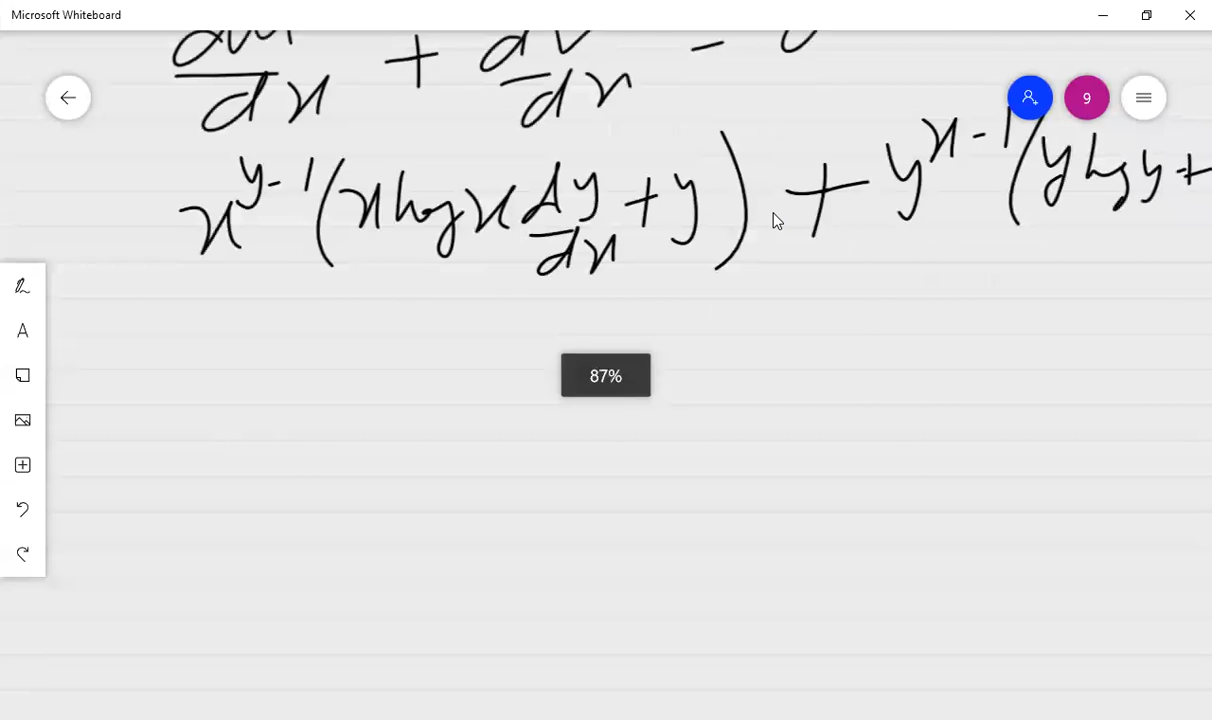 Microsoft Whiteboard
du/dx + dv/dx = 0
9
x^{y-1}(x log x dy/dx + y) + y^{x-1}(y log y +
A
87%